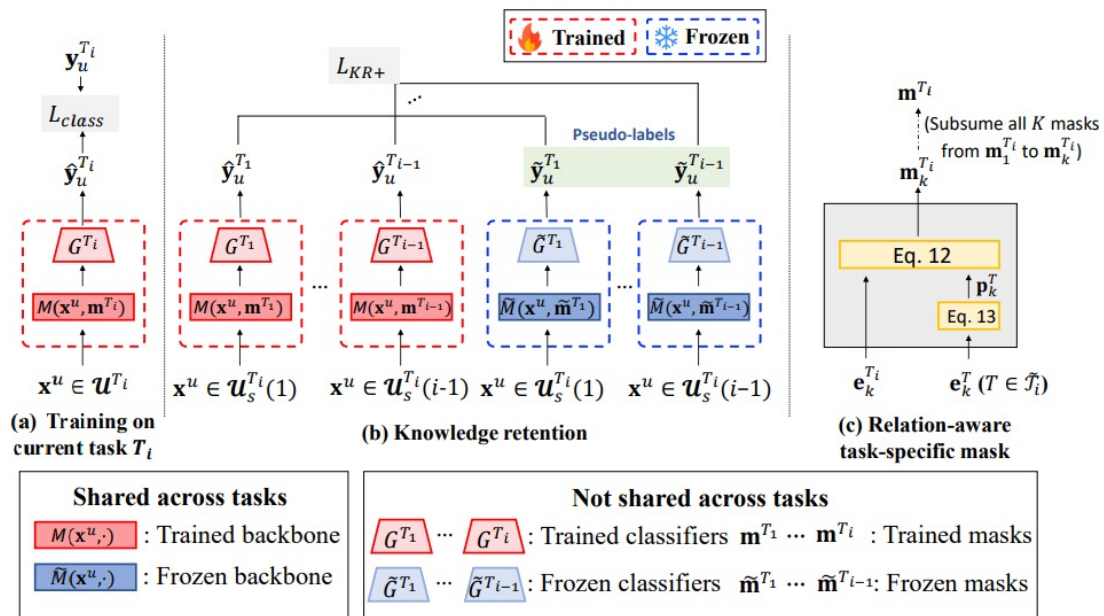 Trained Frozen
y_u^{T_i}
L_{class}
ŷ_u^{T_i}
G^{T_i}
M(x^u, m^{T_i})
x^u ∈ 𝓤^{T_i}
(a) Training on
current task T_i
L_{KR+}
⋰
Pseudo-labels
ŷ_u^{T_1} ŷ_u^{T_{i-1}} ỹ_u^{T_1} ỹ_u^{T_{i-1}}
G^{T_1} G^{T_{i-1}} G̃^{T_1} G̃^{T_{i-1}}
... ... 
M(x^u, m^{T_1}) M(x^u, m^{T_{i-1}}) M̃(x^u, m̃^{T_1}) M̃(x^u, m̃^{T_{i-1}})
x^u ∈ 𝓤_s^{T_i}(1) x^u ∈ 𝓤_s^{T_i}(i-1) x^u ∈ 𝓤_s^{T_i}(1) x^u ∈ 𝓤_s^{T_i}(i-1)
(b) Knowledge retention
m^{T_i}
(Subsume all K masks
from m_1^{T_i} to m_k^{T_i})
m_k^{T_i}
Eq. 12
p_k^T
Eq. 13
e_k^{T_i} e_k^T (T ∈ 𝒯̃_i)
(c) Relation-aware
task-specific mask
Shared across tasks
M(x^u,·) : Trained backbone
M̃(x^u,·) : Frozen backbone
Not shared across tasks
G^{T_1} ... G^{T_i} : Trained classifiers m^{T_1} ... m^{T_i} : Trained masks
G̃^{T_1} ... G̃^{T_{i-1}} : Frozen classifiers m̃^{T_1} ... m̃^{T_{i-1}}: Frozen masks